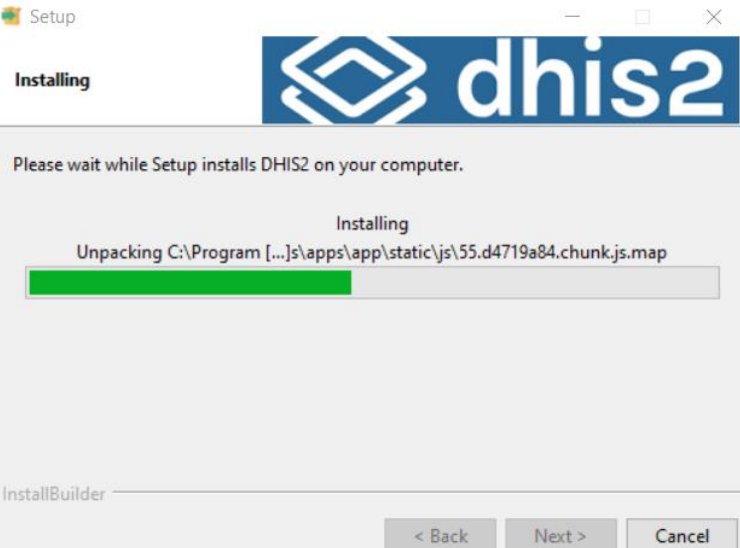 Setup
Installing
dhis2
Please wait while Setup installs DHIS2 on your computer.
Installing
Unpacking C:\Program [...]s\apps\app\static\js\55.d4719a84.chunk.js.map
InstallBuilder
< Back
Next >
Cancel